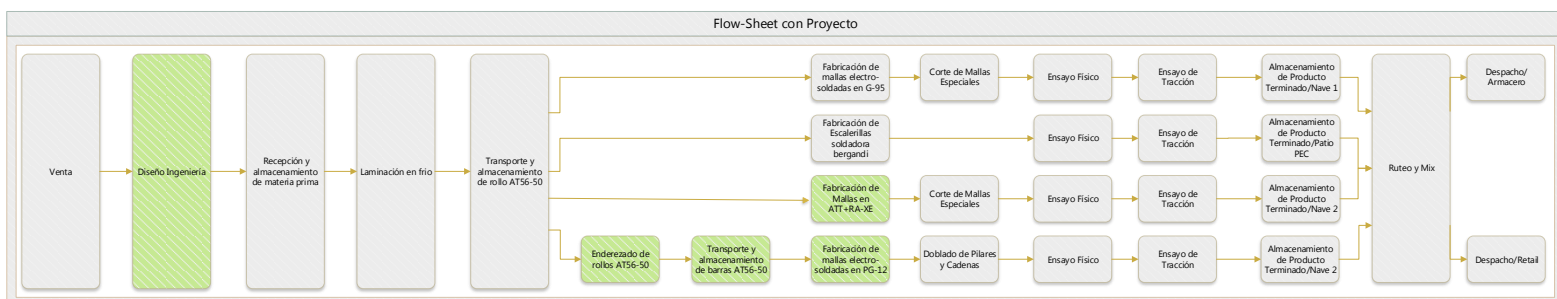 Flow-Sheet con Proyecto
Venta
Diseño Ingeniería
Recepción y
almacenamiento
de materia prima
Laminación en frio
Transporte y
almacenamiento
de rollo AT56-50
Fabricación de
mallas electro-
soldadas en G-95
Corte de Mallas
Especiales
Ensayo Físico
Ensayo de
Tracción
Almacenamiento
de Producto
Terminado/Nave 1
Fabricación de
Escalerillas
soldadora
bergandi
Ensayo Físico
Ensayo de
Tracción
Almacenamiento
de Producto
Terminado/Patio
PEC
Fabricación de
Mallas en
ATT+RA-XE
Corte de Mallas
Especiales
Ensayo Físico
Ensayo de
Tracción
Almacenamiento
de Producto
Terminado/Nave 2
Enderezado de
rollos AT56-50
Transporte y
almacenamiento
de barras AT56-50
Fabricación de
mallas electro-
soldadas en PG-12
Doblado de Pilares
y Cadenas
Ensayo Físico
Ensayo de
Tracción
Almacenamiento
de Producto
Terminado/Nave 2
Ruteo y Mix
Despacho/
Armacero
Despacho/Retail